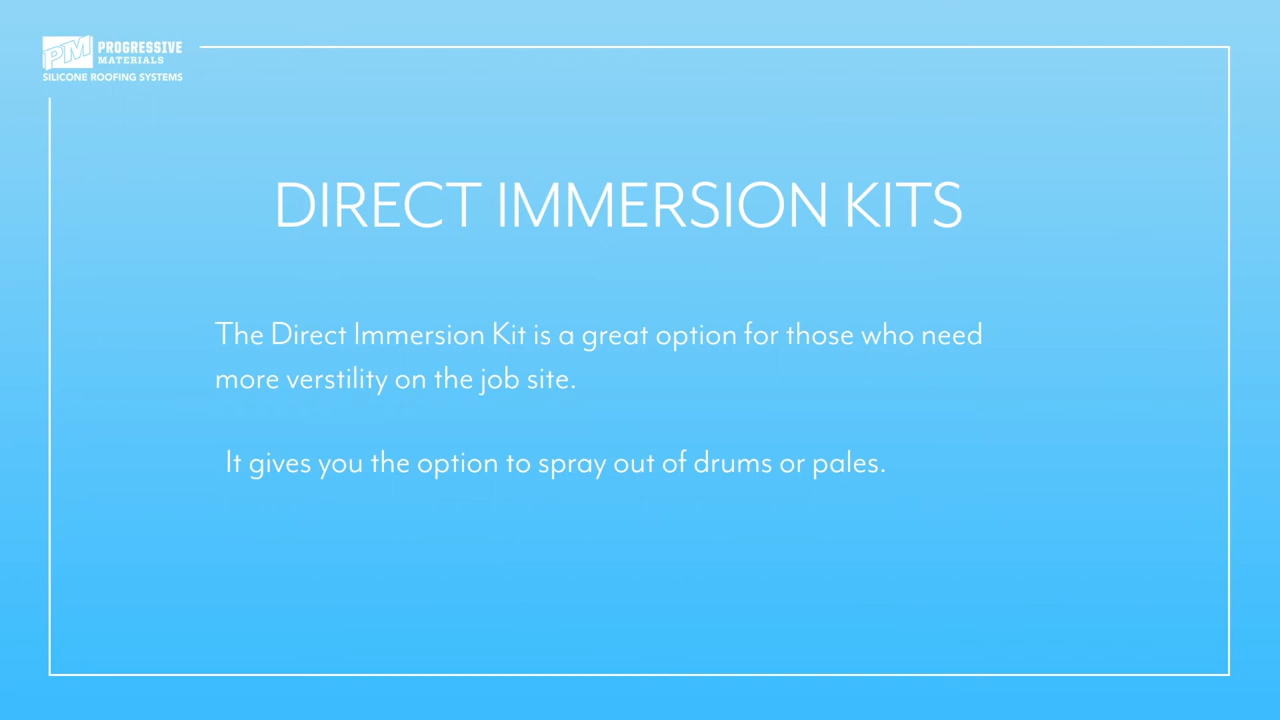 PM PROGRESSIVE
MATERIALS
SILICONE ROOFING SYSTEMS
DIRECT IMMERSION KITS
The Direct Immersion Kit is a great option for those who need
more verstility on the job site.
It gives you the option to spray out of drums or pales.